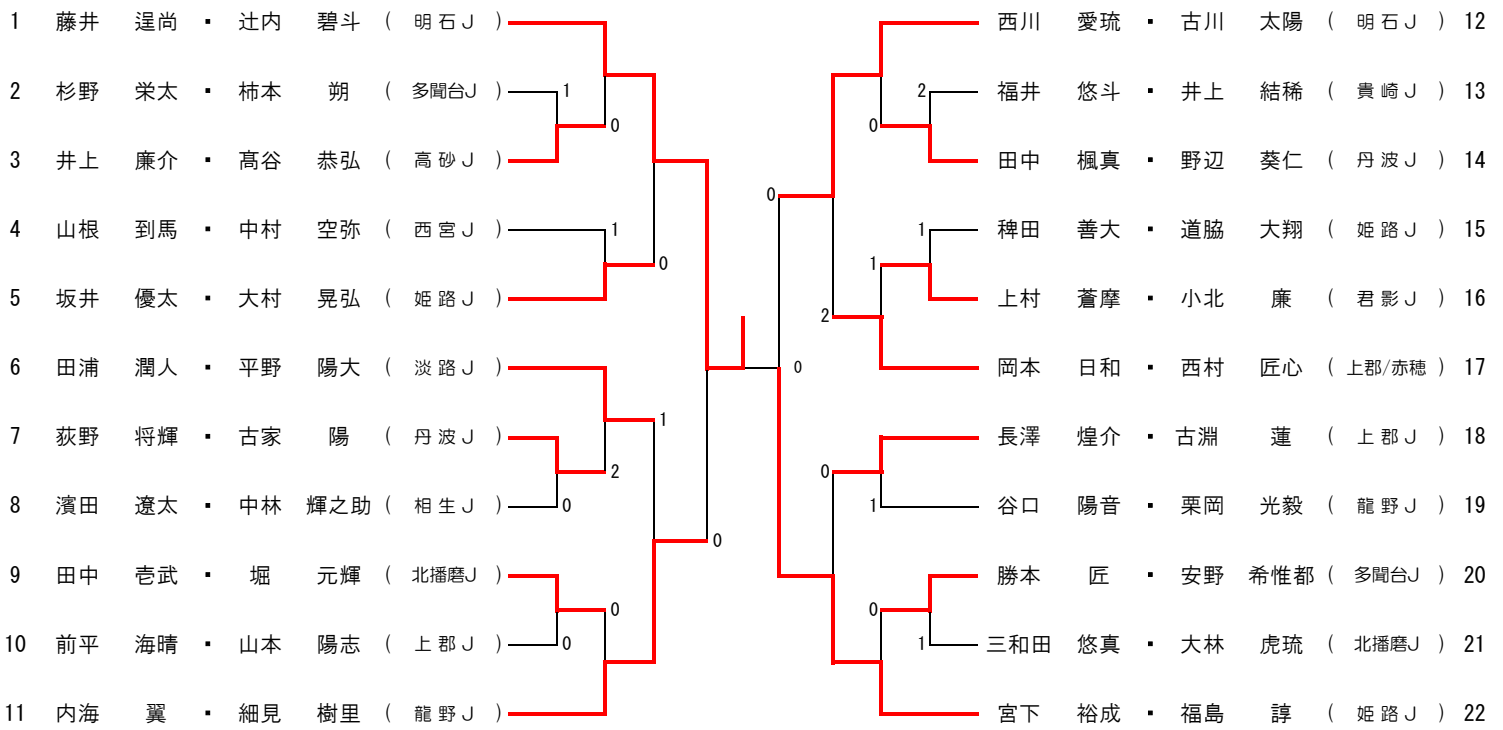 1 藤井 逞尚 ・ 辻内 碧斗 ( 明石J )
2 杉野 栄太 ・ 柿本 朔 ( 多聞台J ) 1
0
3 井上 廉介 ・ 髙谷 恭弘 ( 高砂J )
4 山根 到馬 ・ 中村 空弥 ( 西宮J ) 1
0
5 坂井 優太 ・ 大村 晃弘 ( 姫路J )
6 田浦 潤人 ・ 平野 陽大 ( 淡路J )
1
7 荻野 将輝 ・ 古家 陽 ( 丹波J )
2
8 濱田 遼太 ・ 中林 輝之助 ( 相生J ) 0
0
9 田中 壱武 ・ 堀 元輝 ( 北播磨J )
0
10 前平 海晴 ・ 山本 陽志 ( 上郡J ) 0
11 内海 翼 ・ 細見 樹里 ( 龍野J )
西川 愛琉 ・ 古川 太陽 ( 明石J ) 12
2 福井 悠斗 ・ 井上 結稀 ( 貴崎J ) 13
0
田中 楓真 ・ 野辺 葵仁 ( 丹波J ) 14
0
1 稗田 善大 ・ 道脇 大翔 ( 姫路J ) 15
1
上村 蒼摩 ・ 小北 廉 ( 君影J ) 16
2
0
岡本 日和 ・ 西村 匠心 ( 上郡/赤穂 ) 17
長澤 煌介 ・ 古淵 蓮 ( 上郡J ) 18
0
1 谷口 陽音 ・ 栗岡 光毅 ( 龍野J ) 19
勝本 匠 ・ 安野 希惟都 ( 多聞台J ) 20
0
1 三和田 悠真 ・ 大林 虎琉 ( 北播磨J ) 21
宮下 裕成 ・ 福島 諄 ( 姫路J ) 22